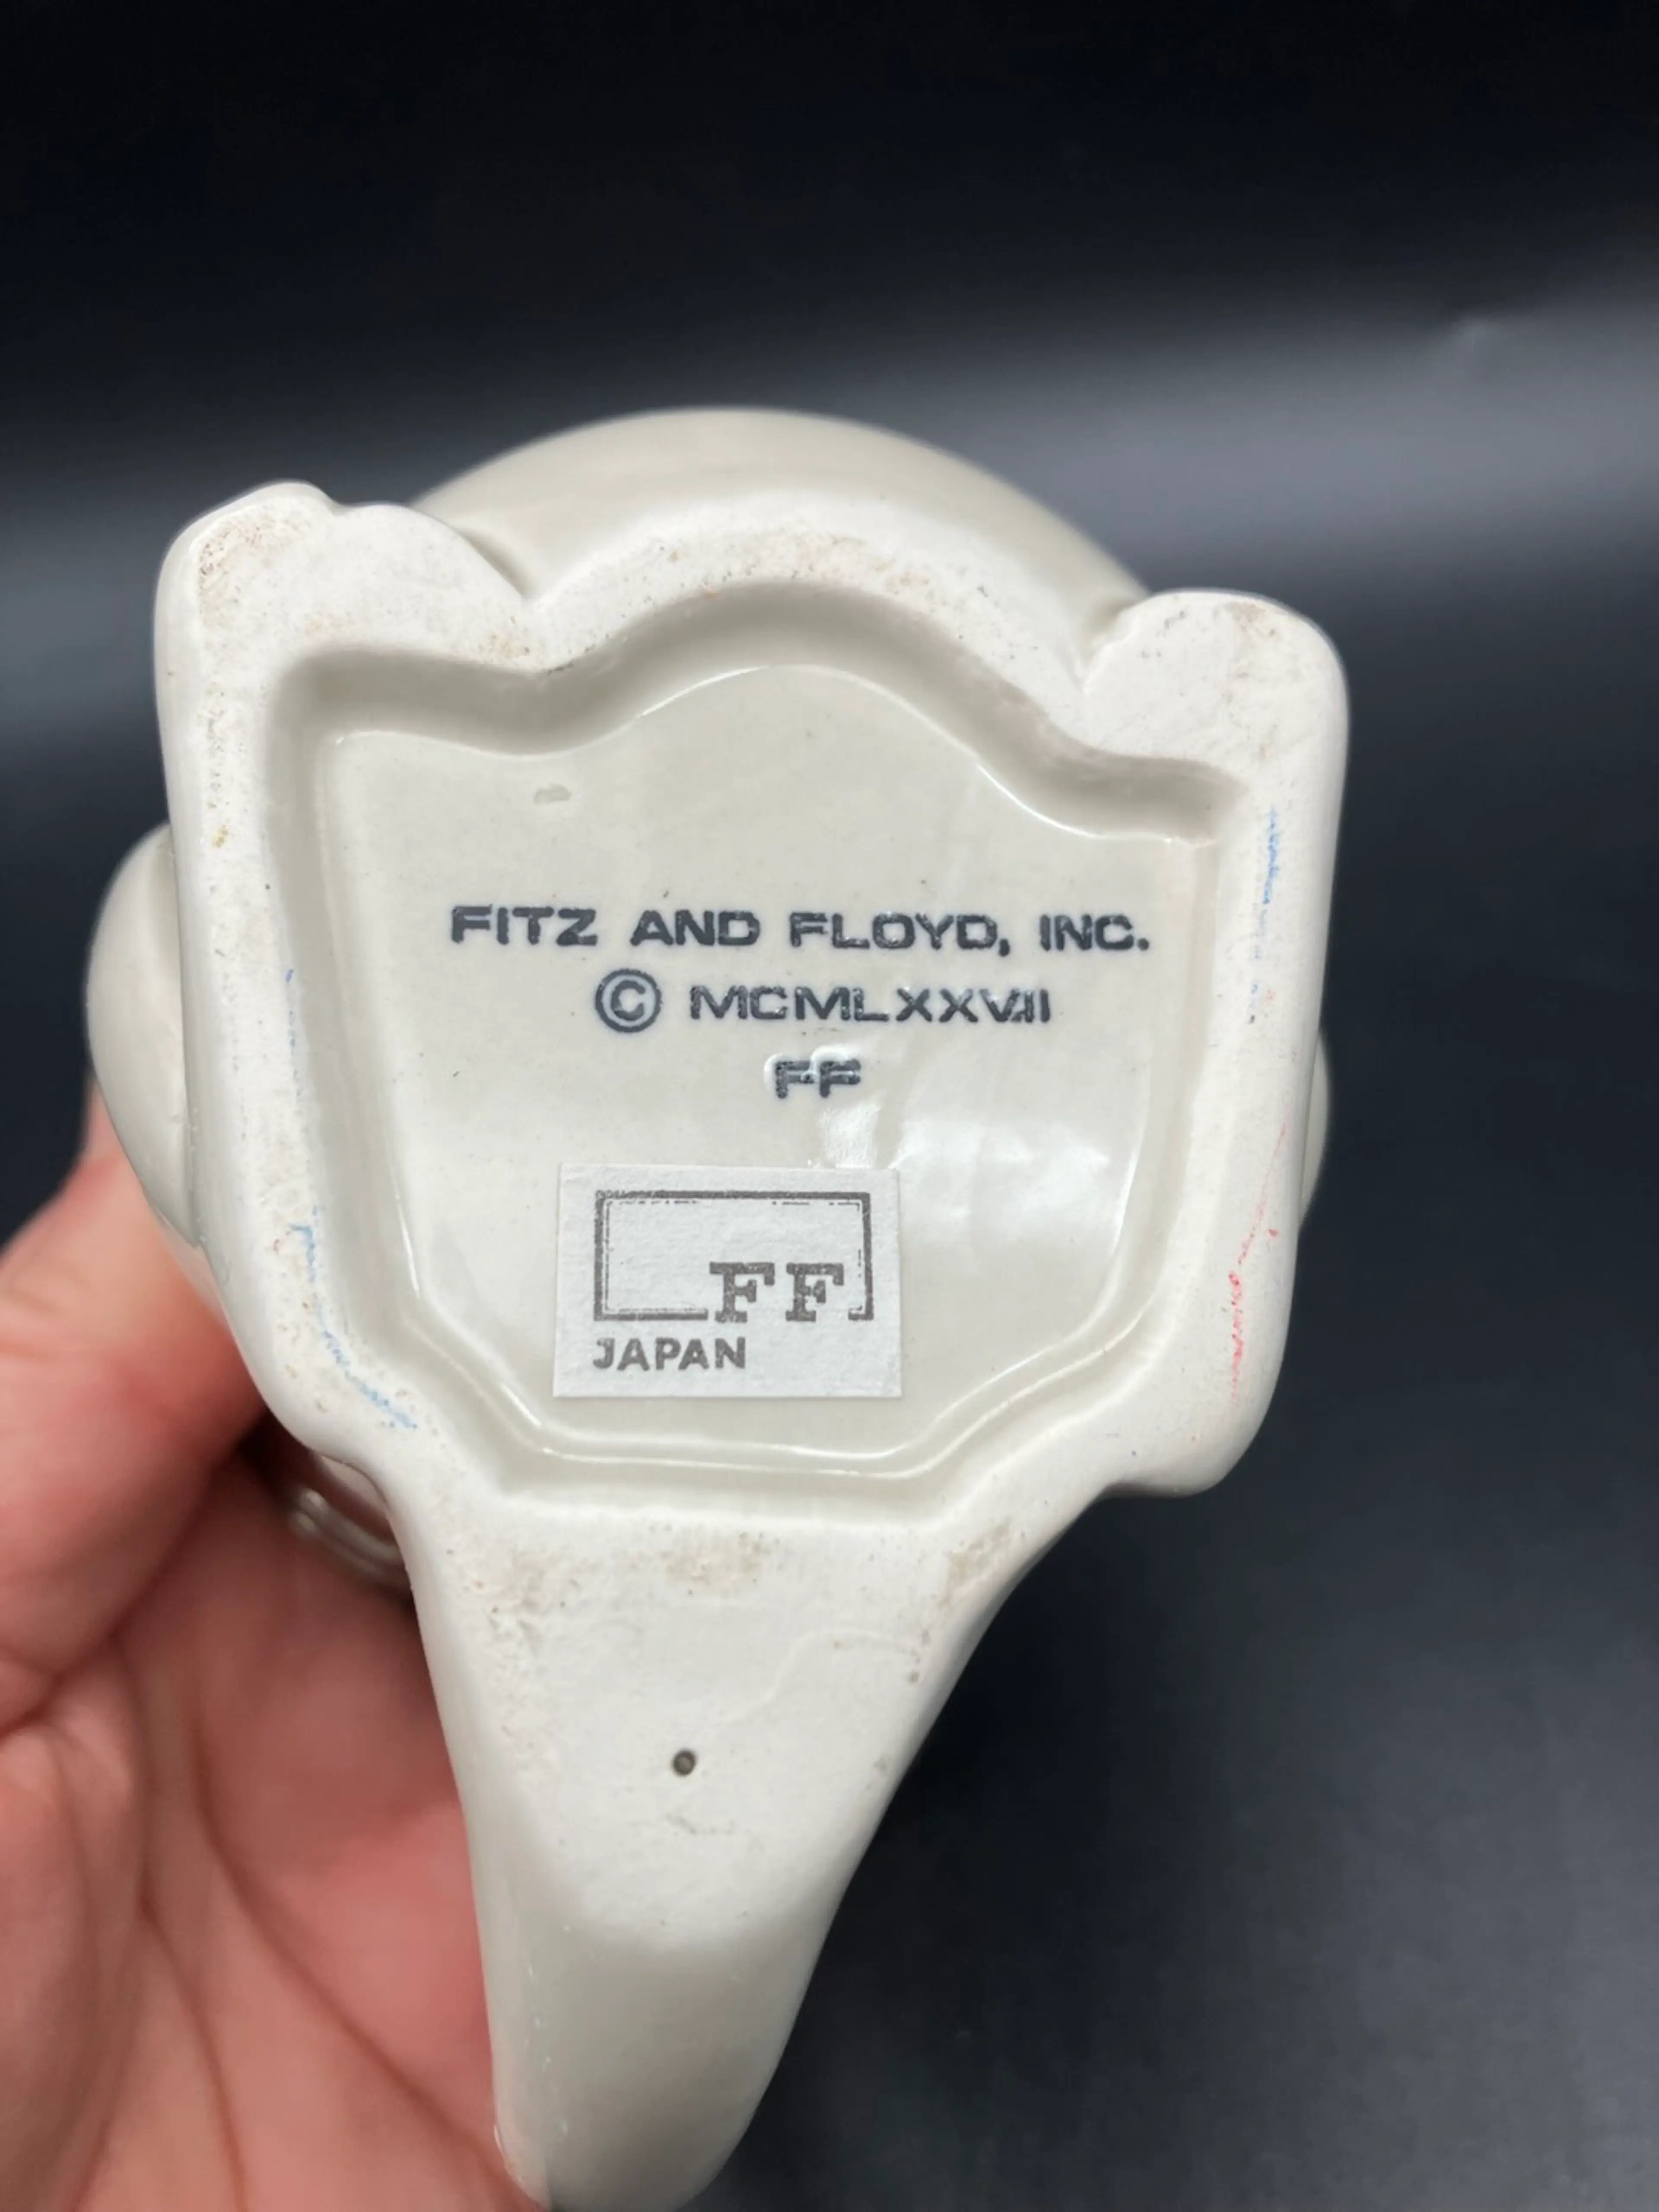 FITZ AND FLOYD, INC.
© MCMLXXVII
FF
FF
JAPAN